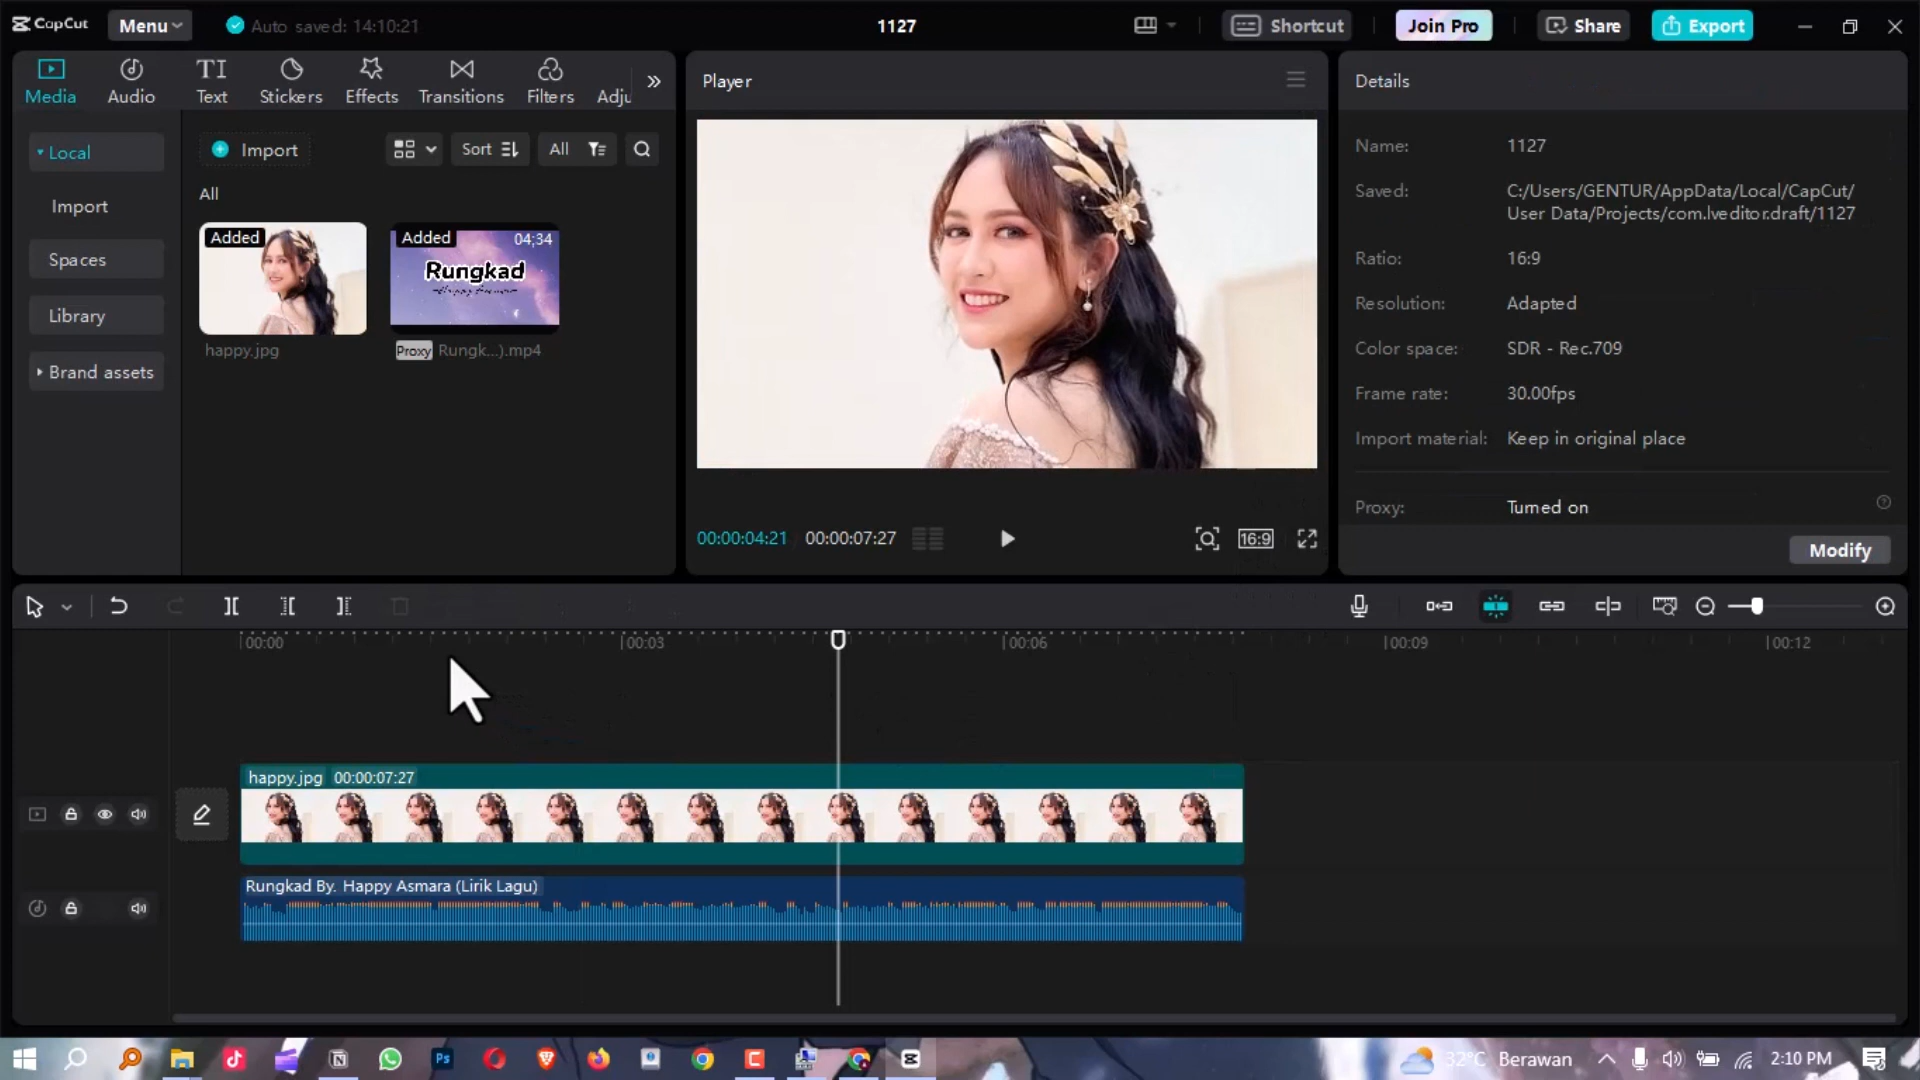 CapCut
Menu
Auto saved: 14:10:21
1127
Shortcut
Join Pro
Share
Export
Media
Audio
TI
Text
Stickers
Effects
Transitions
Filters
Adju
Player
Details
Local
Import
Spaces
Library
Brand assets
Import
Sort
All
All
Added
happy.jpg
Added
04;34
Rungkad
Proxy Rungk...).mp4
00:00:04:21
00:00:07:27
16:9
Name: 1127
Saved: C:/Users/GENTUR/AppData/Local/CapCut/
User Data/Projects/com.lveditor.draft/1127
Ratio: 16:9
Resolution: Adapted
Color space: SDR - Rec.709
Frame rate: 30.00fps
Import material: Keep in original place
Proxy: Turned on
Modify
00:00
00:03
00:06
00:09
00:12
happy.jpg 00:00:07:27
Rungkad By. Happy Asmara (Lirik Lagu)
Ps
32°C Berawan
2:10 PM